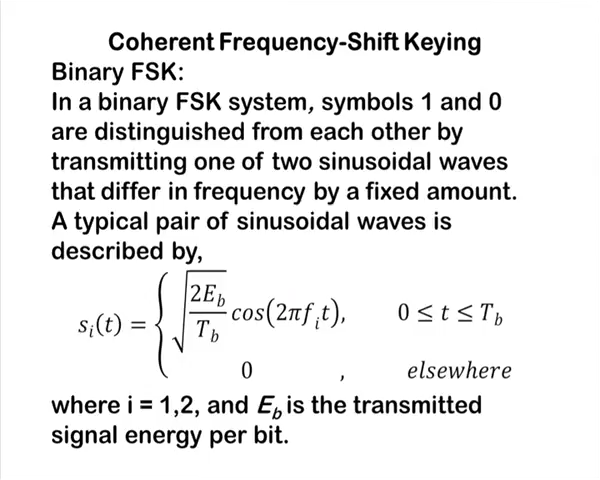 Coherent Frequency-Shift Keying
Binary FSK:
In a binary FSK system, symbols 1 and 0
are distinguished from each other by
transmitting one of two sinusoidal waves
that differ in frequency by a fixed amount.
A typical pair of sinusoidal waves is
described by,
sᵢ(t) = { √(2E_b/T_b) cos(2πfᵢt), 0 ≤ t ≤ T_b
0 , elsewhere
where i = 1,2, and E_b is the transmitted
signal energy per bit.